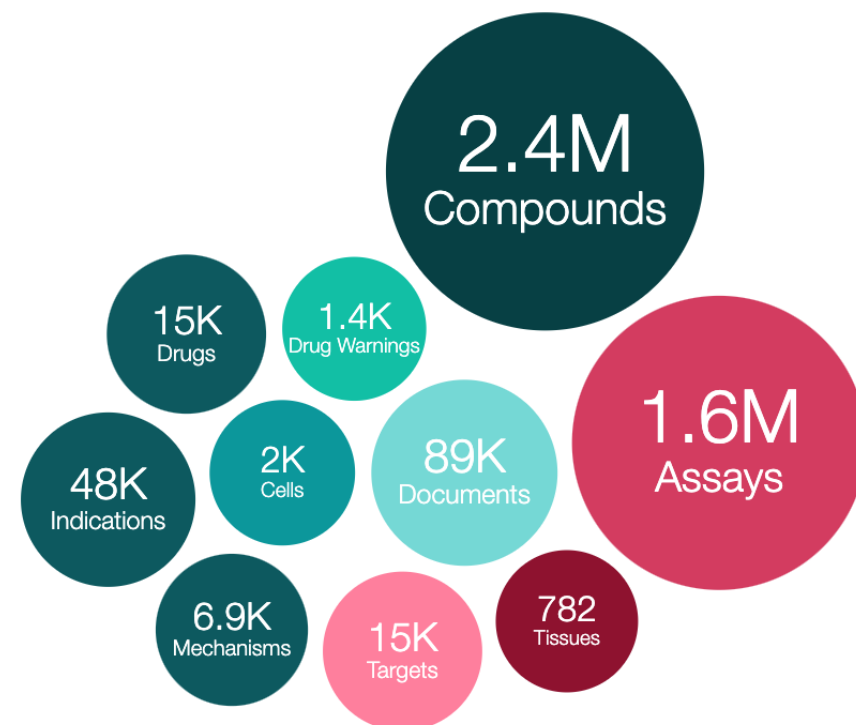 2.4M
Compounds
15K
Drugs
1.4K
Drug Warnings
1.6M
Assays
48K
Indications
2K
Cells
89K
Documents
6.9K
Mechanisms
15K
Targets
782
Tissues